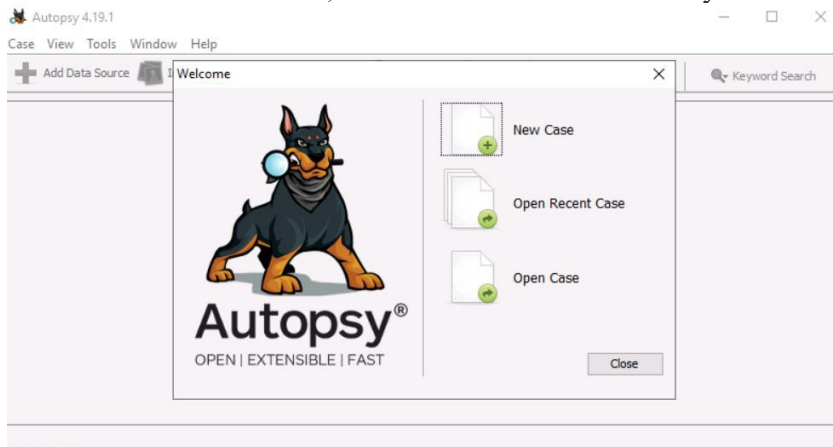 Autopsy 4.19.1
Case View Tools Window Help
Add Data Source
Welcome
Keyword Search
New Case
Open Recent Case
Open Case
Autopsy®
OPEN | EXTENSIBLE | FAST
Close